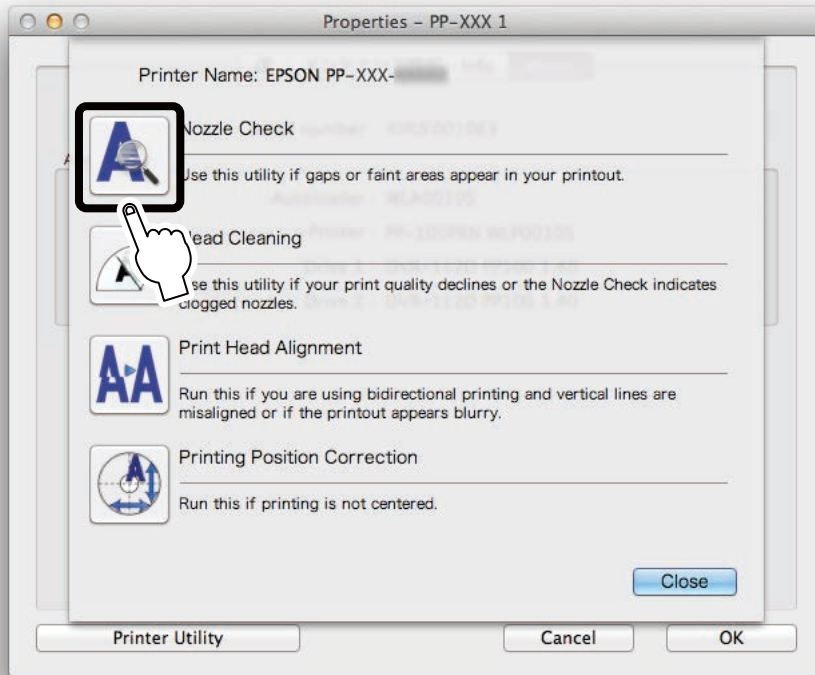 Properties – PP-XXX 1
Printer Name: EPSON PP-XXX-
Nozzle Check
Use this utility if gaps or faint areas appear in your printout.
Head Cleaning
Use this utility if your print quality declines or the Nozzle Check indicates
clogged nozzles.
Print Head Alignment
Run this if you are using bidirectional printing and vertical lines are
misaligned or if the printout appears blurry.
Printing Position Correction
Run this if printing is not centered.
Close
Printer Utility
Cancel
OK